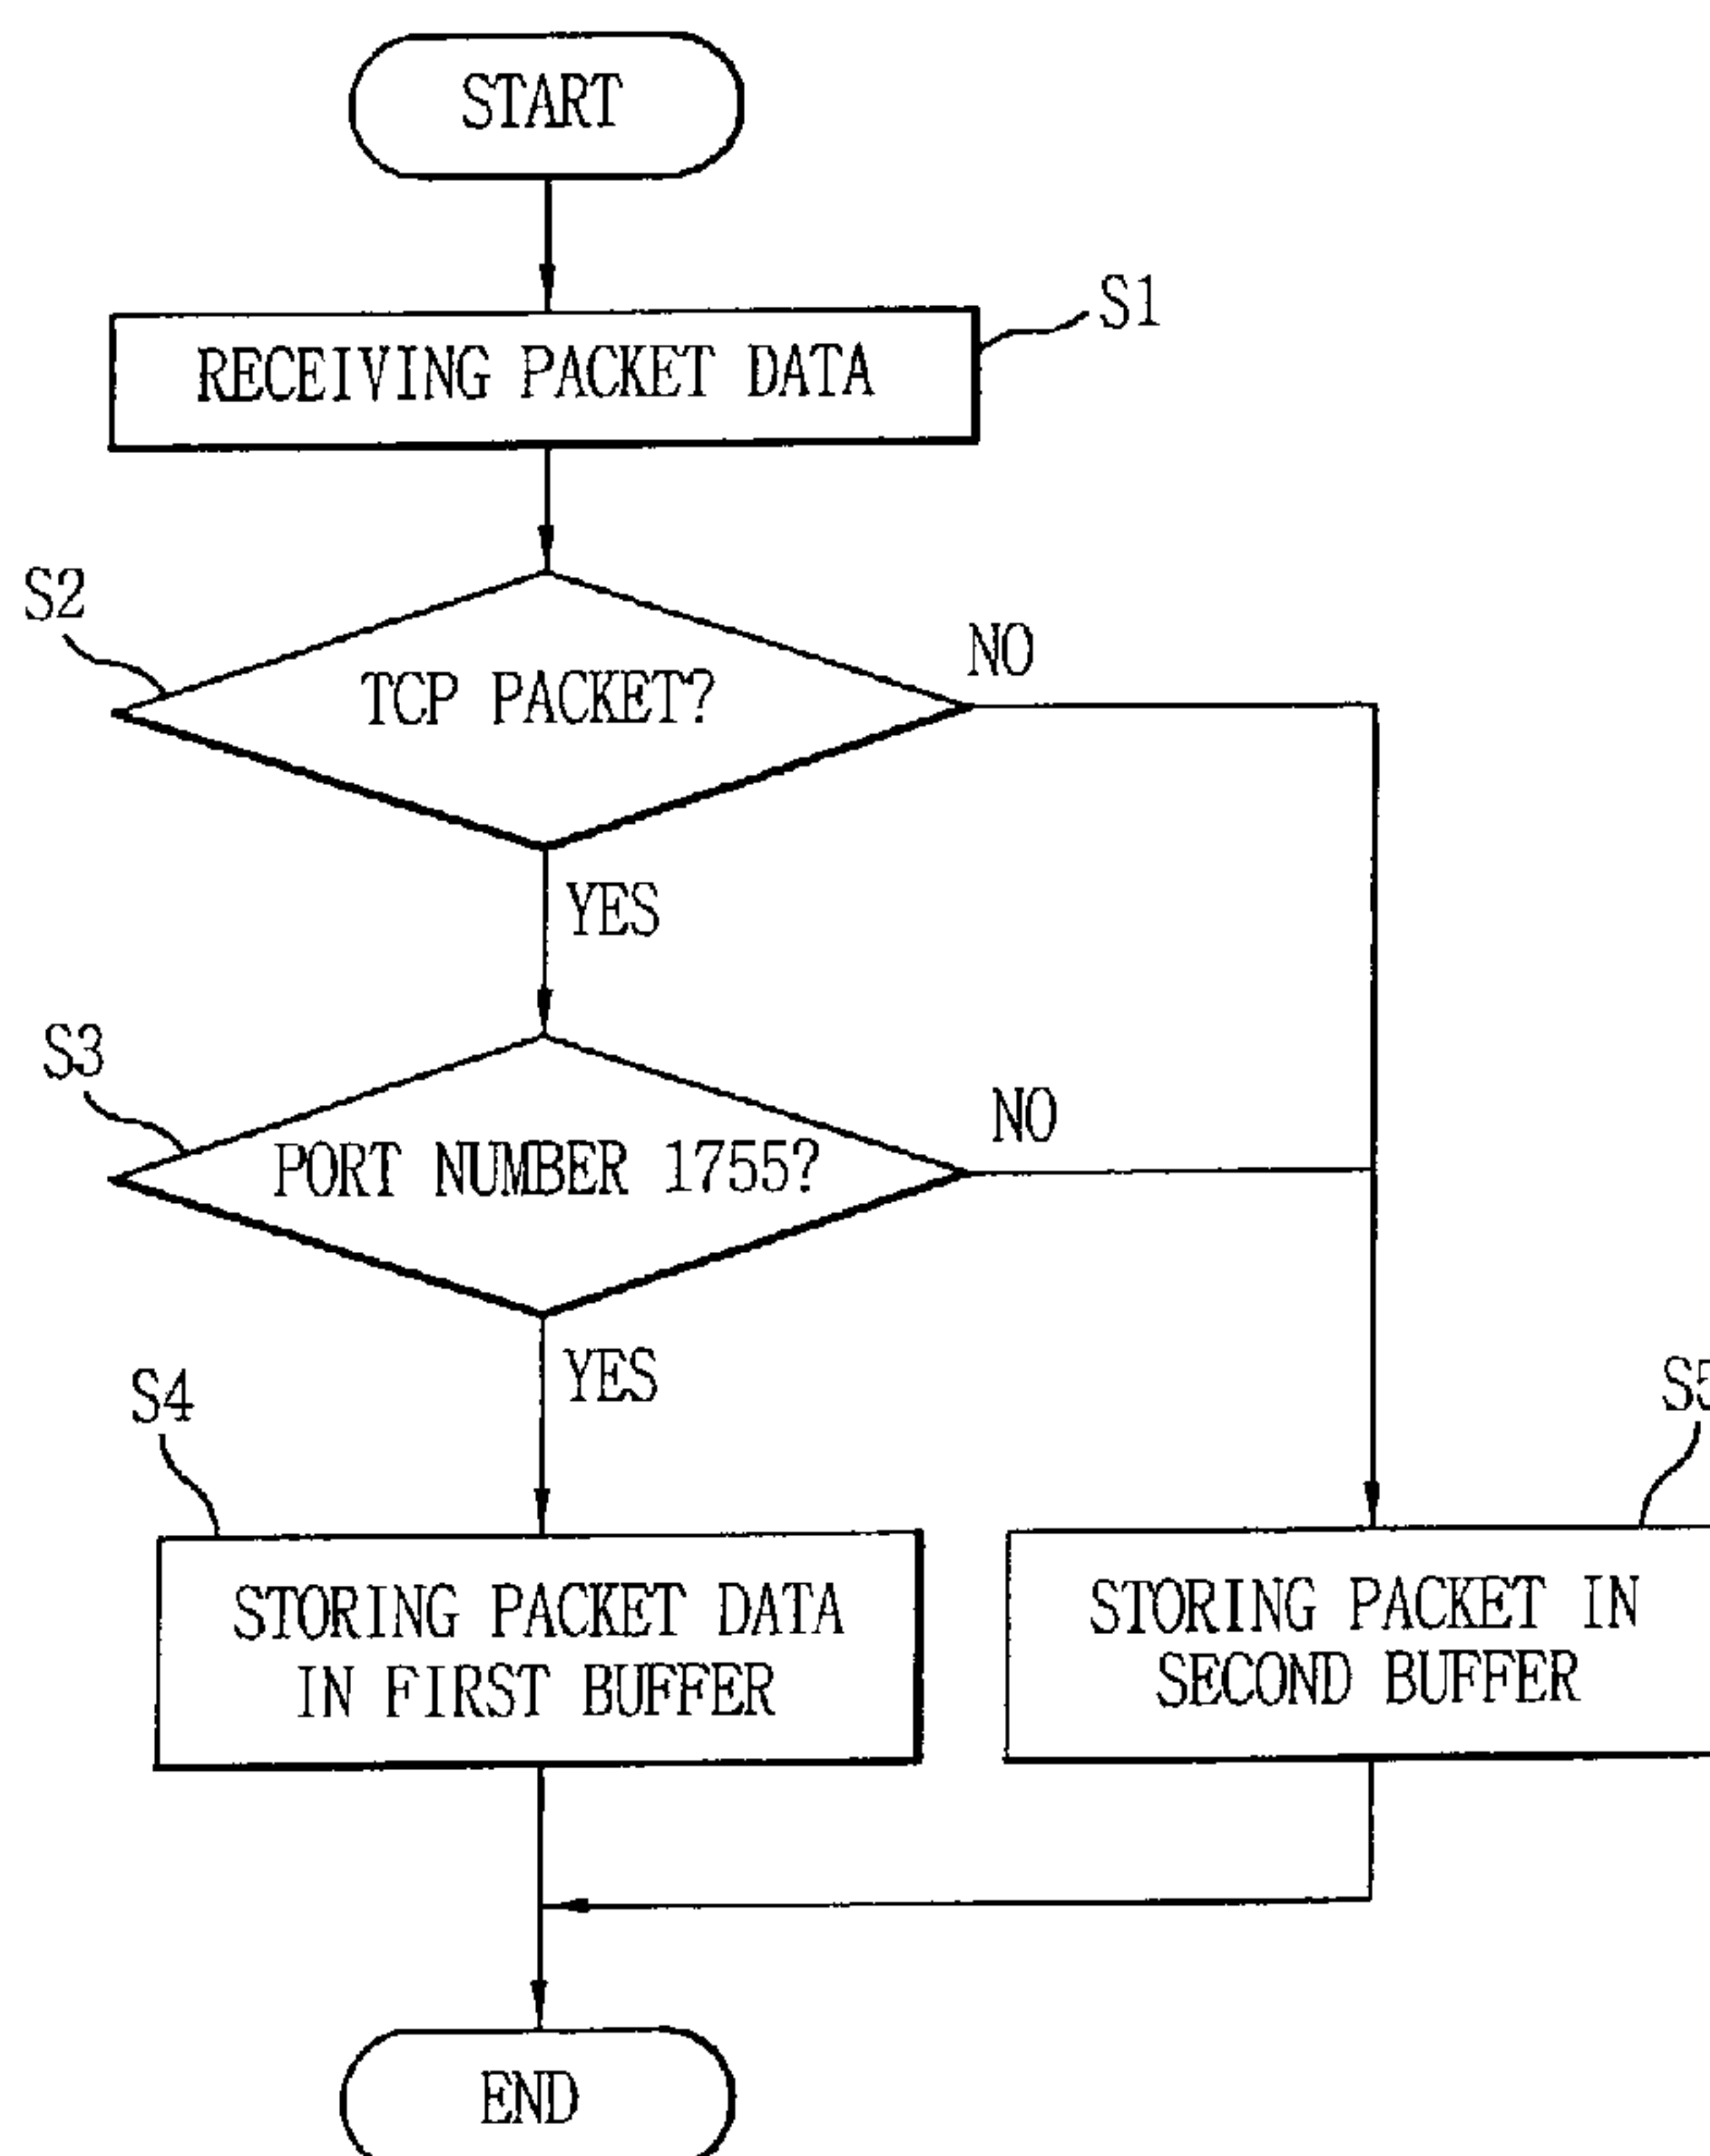 START
S1
RECEIVING PACKET DATA
S2
NO
TCP PACKET?
YES
S3
NO
PORT NUMBER 1755?
YES
S4
S5
STORING PACKET DATA
IN FIRST BUFFER
STORING PACKET IN
SECOND BUFFER
END